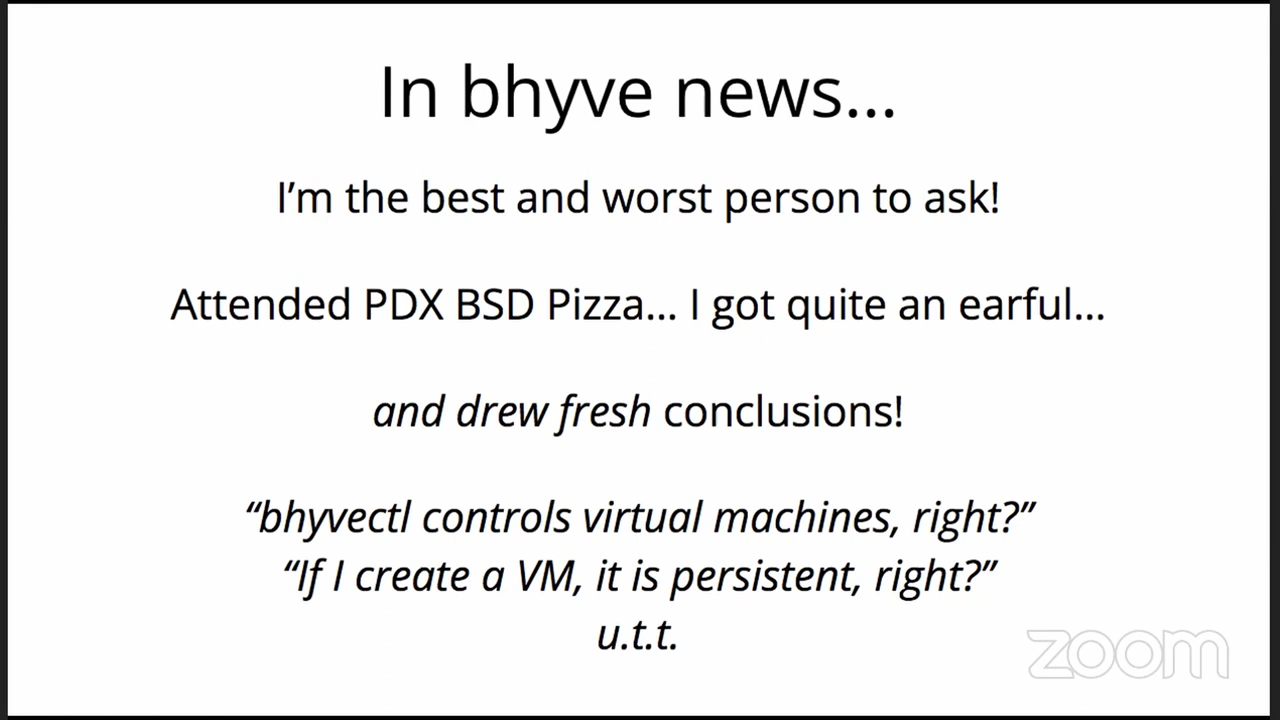 In bhyve news...
I’m the best and worst person to ask!
Attended PDX BSD Pizza... I got quite an earful...
and drew fresh conclusions!
“bhyvectl controls virtual machines, right?”
“If I create a VM, it is persistent, right?”
u.t.t.
zoom